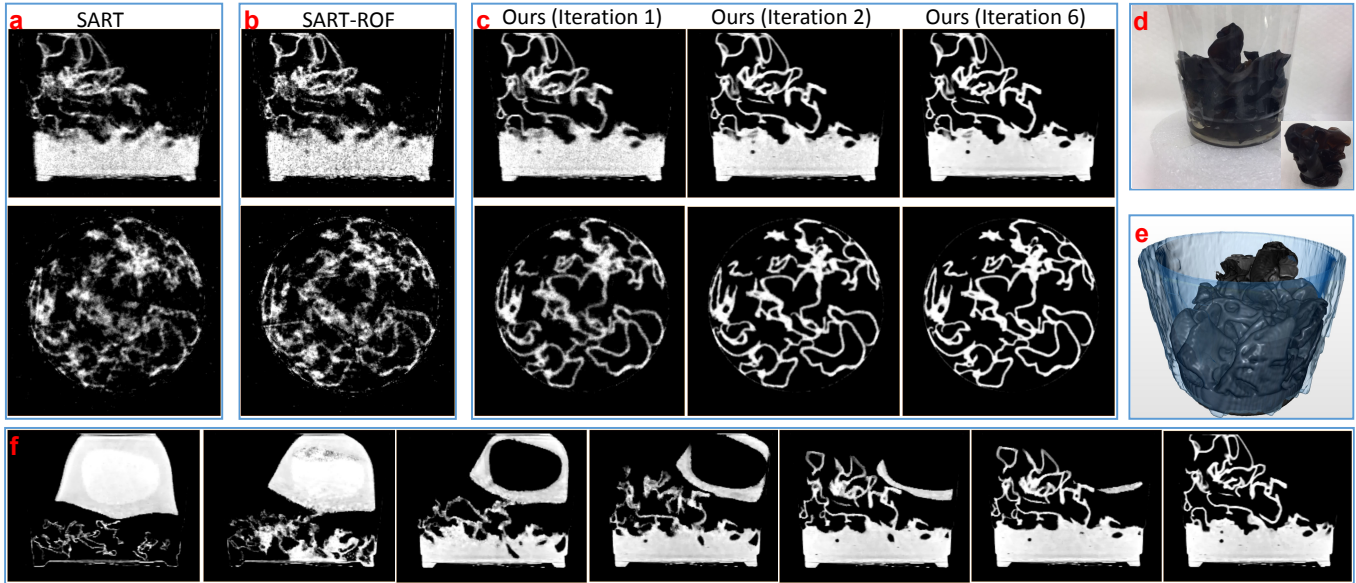 a SART
b SART-ROF
c Ours (Iteration 1) Ours (Iteration 2) Ours (Iteration 6)
d
e
f